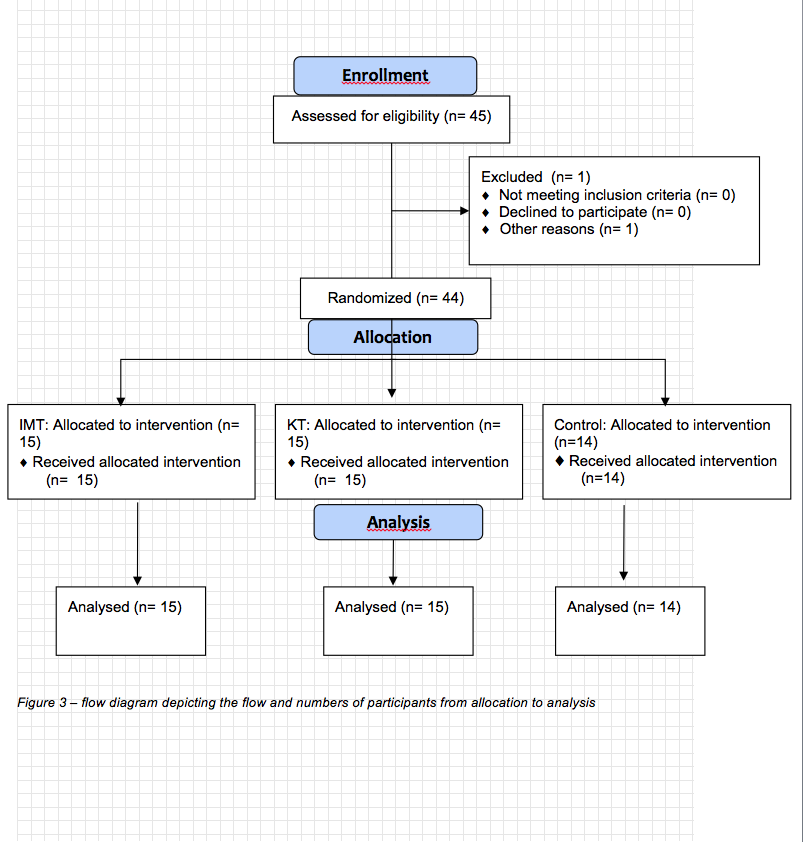 Enrollment
Assessed for eligibility (n= 45)
Excluded (n= 1)
♦ Not meeting inclusion criteria (n= 0)
♦ Declined to participate (n= 0)
♦ Other reasons (n= 1)
Randomized (n= 44)
Allocation
IMT: Allocated to intervention (n=
15)
♦ Received allocated intervention
(n= 15)
KT: Allocated to intervention (n=
15)
♦ Received allocated intervention
(n= 15)
Control: Allocated to intervention
(n=14)
♦ Received allocated intervention
(n=14)
Analysis
Analysed (n= 15)
Analysed (n= 15)
Analysed (n= 14)
Figure 3 – flow diagram depicting the flow and numbers of participants from allocation to analysis